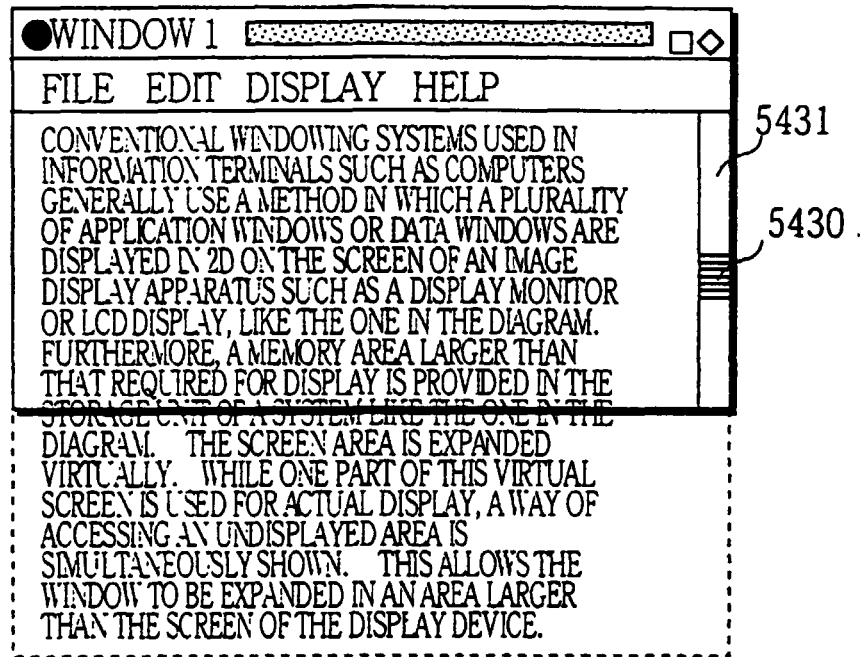 WINDOW 1
FILE EDIT DISPLAY HELP
CONVENTIONAL WINDOWING SYSTEMS USED IN
INFORMATION TERMINALS SUCH AS COMPUTERS
GENERALLY USE A METHOD IN WHICH A PLURALITY
OF APPLICATION WINDOWS OR DATA WINDOWS ARE
DISPLAYED IN 2D ON THE SCREEN OF AN IMAGE
DISPLAY APPARATUS SUCH AS A DISPLAY MONITOR
OR LCD DISPLAY, LIKE THE ONE IN THE DIAGRAM.
FURTHERMORE, A MEMORY AREA LARGER THAN
THAT REQUIRED FOR DISPLAY IS PROVIDED IN THE
STORAGE UNIT OF A SYSTEM LIKE THE ONE IN THE
DIAGRAM. THE SCREEN AREA IS EXPANDED
VIRTUALLY. WHILE ONE PART OF THIS VIRTUAL
SCREEN IS USED FOR ACTUAL DISPLAY, A WAY OF
ACCESSING AN UNDISPLAYED AREA IS
SIMULTANEOUSLY SHOWN. THIS ALLOWS THE
WINDOW TO BE EXPANDED IN AN AREA LARGER
THAN THE SCREEN OF THE DISPLAY DEVICE.
5431
5430